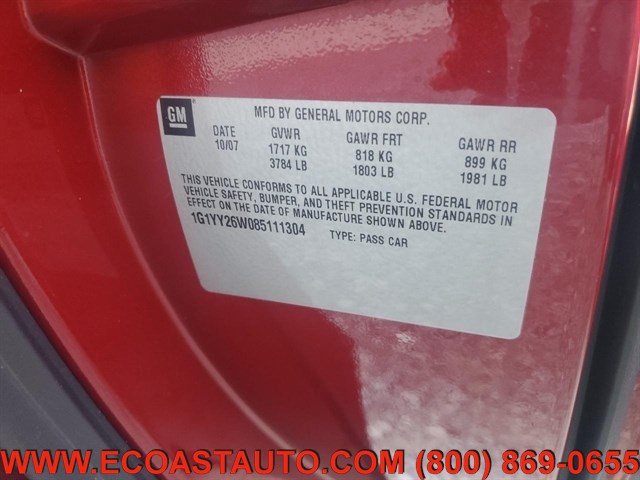 GM
MFD BY GENERAL MOTORS CORP.
DATE GVWR GAWR FRT GAWR RR
10/07 1717 KG 818 KG 899 KG
3784 LB 1803 LB 1981 LB
THIS VEHICLE CONFORMS TO ALL APPLICABLE U.S. FEDERAL MOTOR
VEHICLE SAFETY, BUMPER, AND THEFT PREVENTION STANDARDS IN
EFFECT ON THE DATE OF MANUFACTURE SHOWN ABOVE.
1G1YY26W085111304 TYPE: PASS CAR
WWW.ECOASTAUTO.COM (800) 869-0655